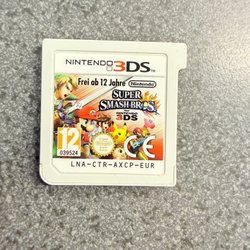 NINTENDO 3DS™
Frei ab 12 Jahre
Nintendo
SUPER
SMASH BROS.
for
NINTENDO
3DS
12
039524
CE
LNA-CTR-AXCP-EUR